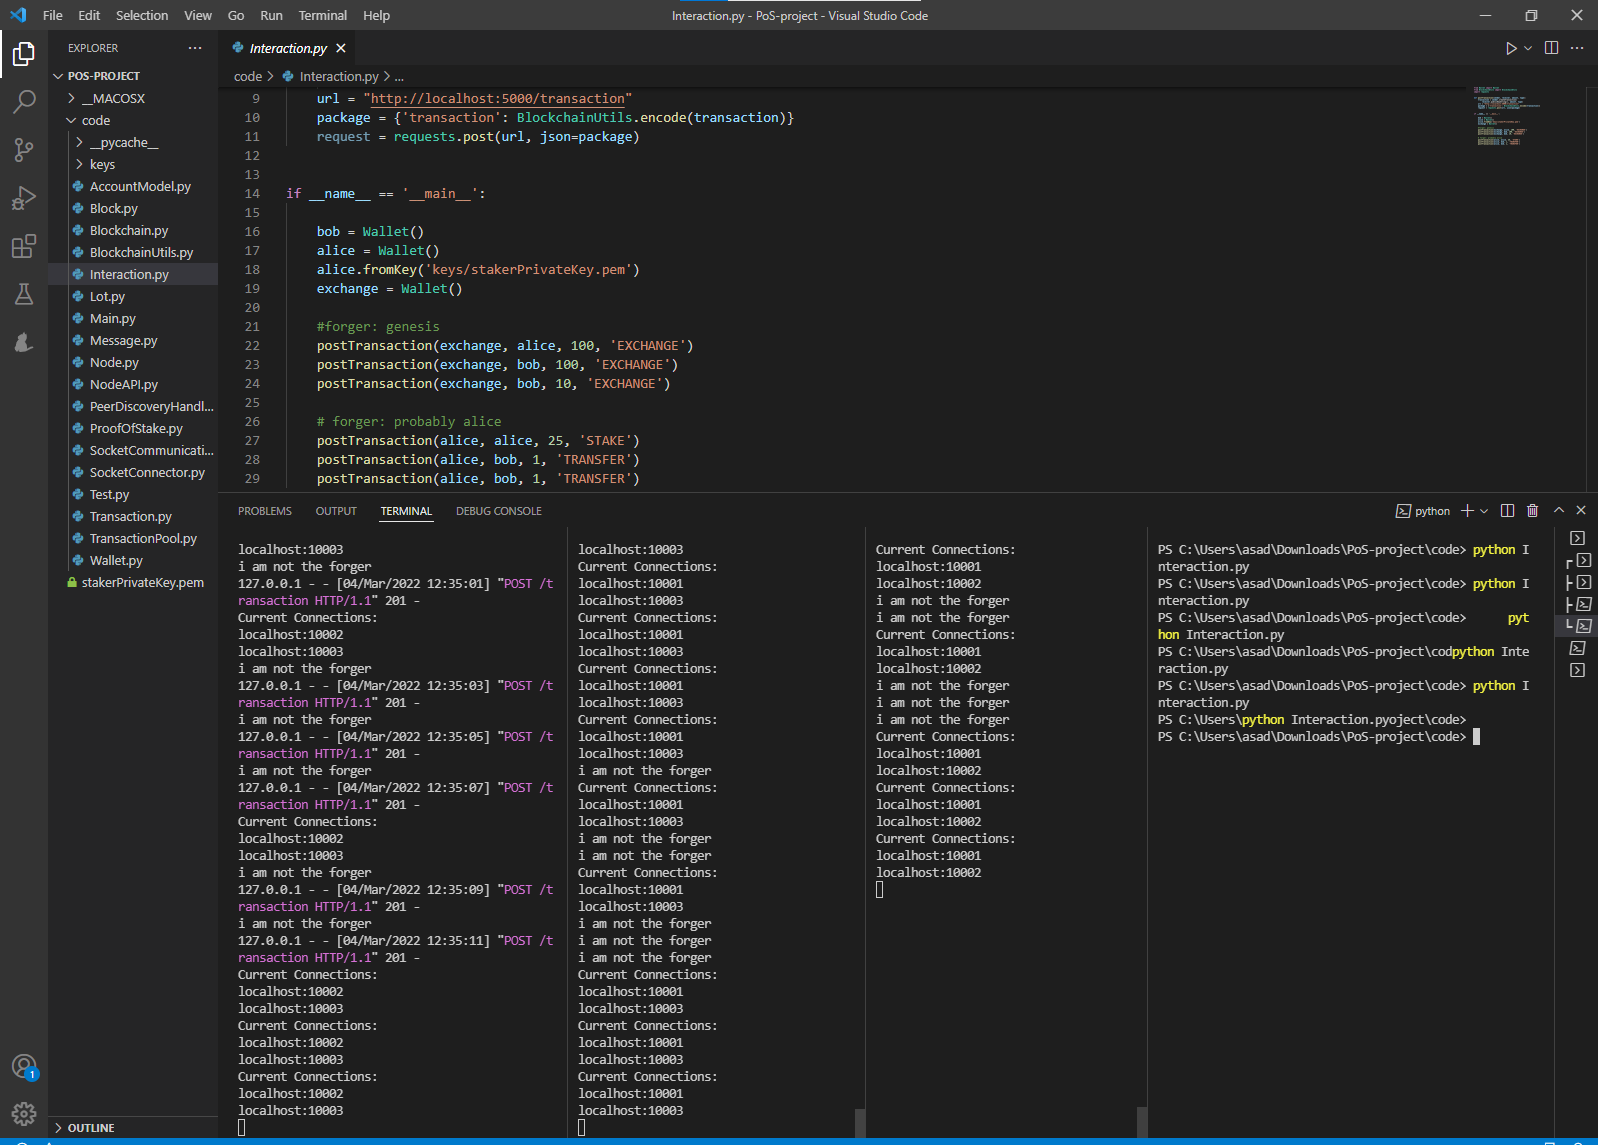 File Edit Selection View Go Run Terminal Help
Interaction.py - PoS-project - Visual Studio Code
EXPLORER
POS-PROJECT
__MACOSX
code
__pycache__
keys
AccountModel.py
Block.py
Blockchain.py
BlockchainUtils.py
Interaction.py
Lot.py
Main.py
Message.py
Node.py
NodeAPI.py
PeerDiscoveryHandl...
ProofOfStake.py
SocketCommunicati...
SocketConnector.py
Test.py
Transaction.py
TransactionPool.py
Wallet.py
stakerPrivateKey.pem
OUTLINE
1
Interaction.py
code > Interaction.py > ...
9 url = "http://localhost:5000/transaction"
10 package = {'transaction': BlockchainUtils.encode(transaction)}
11 request = requests.post(url, json=package)
12
13
14 if __name__ == '__main__':
15
16 bob = Wallet()
17 alice = Wallet()
18 alice.fromKey('keys/stakerPrivateKey.pem')
19 exchange = Wallet()
20
21 #forger: genesis
22 postTransaction(exchange, alice, 100, 'EXCHANGE')
23 postTransaction(exchange, bob, 100, 'EXCHANGE')
24 postTransaction(exchange, bob, 10, 'EXCHANGE')
25
26 # forger: probably alice
27 postTransaction(alice, alice, 25, 'STAKE')
28 postTransaction(alice, bob, 1, 'TRANSFER')
29 postTransaction(alice, bob, 1, 'TRANSFER')
PROBLEMS OUTPUT TERMINAL DEBUG CONSOLE
python
localhost:10003
i am not the forger
127.0.0.1 - - [04/Mar/2022 12:35:01] "POST /t
ransaction HTTP/1.1" 201 -
Current Connections:
localhost:10002
localhost:10003
i am not the forger
127.0.0.1 - - [04/Mar/2022 12:35:03] "POST /t
ransaction HTTP/1.1" 201 -
i am not the forger
127.0.0.1 - - [04/Mar/2022 12:35:05] "POST /t
ransaction HTTP/1.1" 201 -
i am not the forger
127.0.0.1 - - [04/Mar/2022 12:35:07] "POST /t
ransaction HTTP/1.1" 201 -
Current Connections:
localhost:10002
localhost:10003
i am not the forger
127.0.0.1 - - [04/Mar/2022 12:35:09] "POST /t
ransaction HTTP/1.1" 201 -
i am not the forger
127.0.0.1 - - [04/Mar/2022 12:35:11] "POST /t
ransaction HTTP/1.1" 201 -
Current Connections:
localhost:10002
localhost:10003
Current Connections:
localhost:10002
localhost:10003
Current Connections:
localhost:10002
localhost:10003
localhost:10003
Current Connections:
localhost:10001
localhost:10003
Current Connections:
localhost:10001
localhost:10003
Current Connections:
localhost:10001
localhost:10003
Current Connections:
localhost:10001
localhost:10003
i am not the forger
Current Connections:
localhost:10001
localhost:10003
i am not the forger
i am not the forger
Current Connections:
localhost:10001
localhost:10003
i am not the forger
i am not the forger
i am not the forger
Current Connections:
localhost:10001
localhost:10003
Current Connections:
localhost:10001
localhost:10003
Current Connections:
localhost:10001
localhost:10003
Current Connections:
localhost:10001
localhost:10002
i am not the forger
i am not the forger
Current Connections:
localhost:10001
localhost:10002
i am not the forger
i am not the forger
i am not the forger
Current Connections:
localhost:10001
localhost:10002
Current Connections:
localhost:10001
localhost:10002
Current Connections:
localhost:10001
localhost:10002
PS C:\Users\asad\Downloads\PoS-project\code> python I
nteraction.py
PS C:\Users\asad\Downloads\PoS-project\code> python I
nteraction.py
PS C:\Users\asad\Downloads\PoS-project\code> pyt
hon Interaction.py
PS C:\Users\asad\Downloads\PoS-project\codpython Inte
raction.py
PS C:\Users\asad\Downloads\PoS-project\code> python I
nteraction.py
PS C:\Users\python Interaction.pyoject\code>
PS C:\Users\asad\Downloads\PoS-project\code>